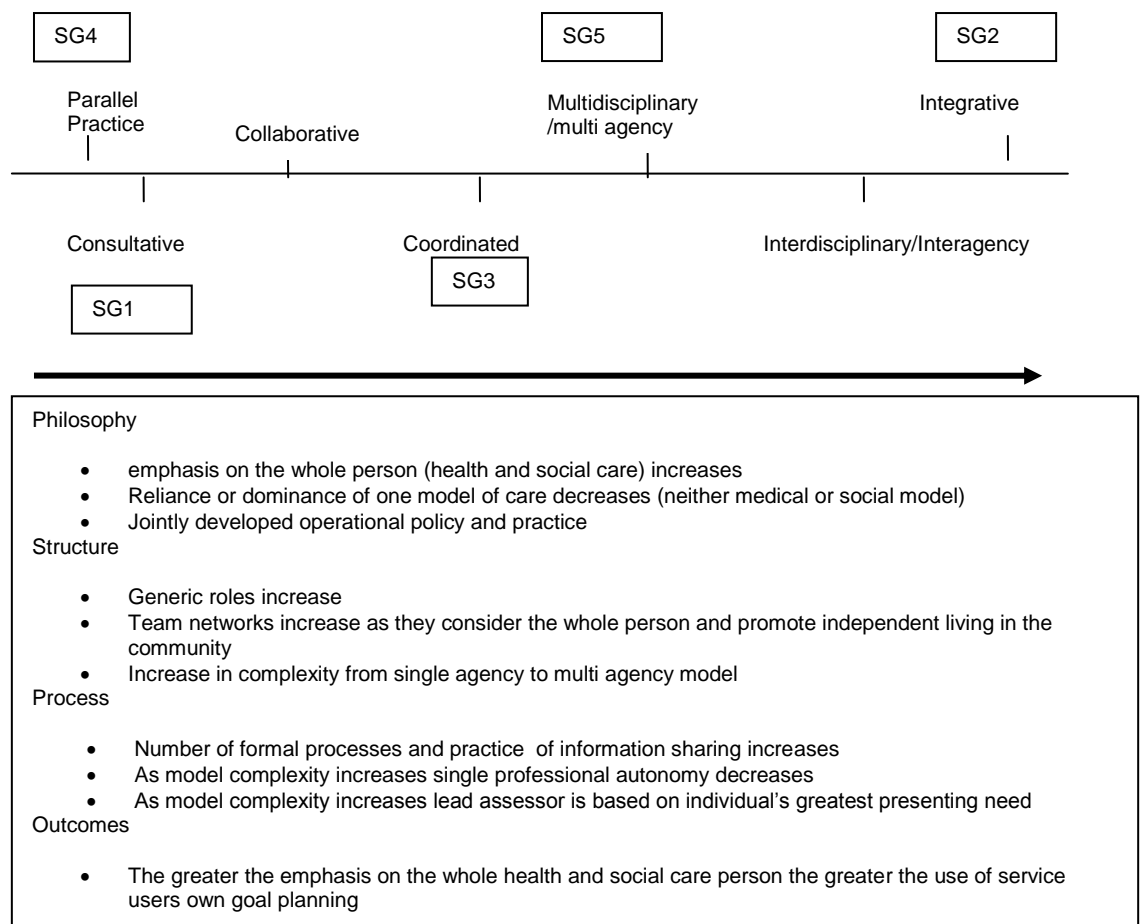 SG4
SG5
SG2
Parallel
Practice
Collaborative
Multidisciplinary
/multi agency
Integrative
Consultative
Coordinated
Interdisciplinary/Interagency
SG3
SG1
Philosophy
• emphasis on the whole person (health and social care) increases
• Reliance or dominance of one model of care decreases (neither medical or social model)
• Jointly developed operational policy and practice
Structure
• Generic roles increase
• Team networks increase as they consider the whole person and promote independent living in the
community
• Increase in complexity from single agency to multi agency model
Process
• Number of formal processes and practice of information sharing increases
• As model complexity increases single professional autonomy decreases
• As model complexity increases lead assessor is based on individual’s greatest presenting need
Outcomes
• The greater the emphasis on the whole health and social care person the greater the use of service
users own goal planning